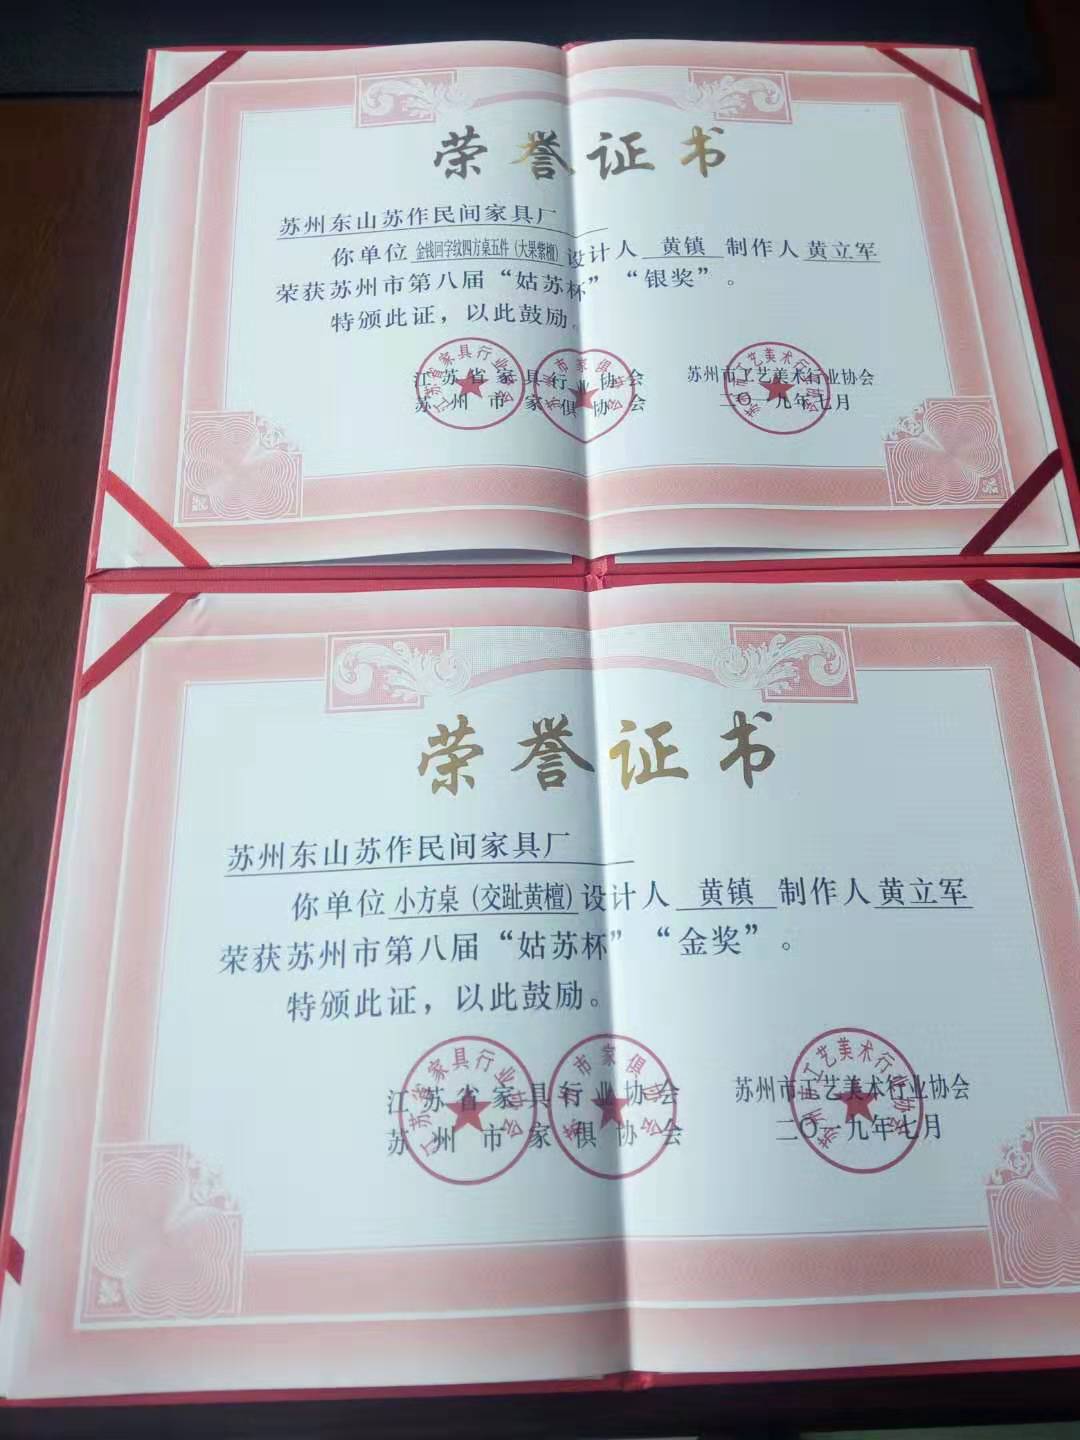 荣誉证书
苏州东山苏作民间家具厂
你单位 金钱回字纹四方桌五件（大果紫檀）设计人 黄镇 制作人 黄立军
荣获苏州市第八届“姑苏杯” “银奖”。
特颁此证，以此鼓励。
江苏省家具行业协会 苏州市工艺美术行业协会
苏州市家俱协会 二〇一九年七月
荣誉证书
苏州东山苏作民间家具厂
你单位 小方桌（交趾黄檀）设计人 黄镇 制作人 黄立军
荣获苏州市第八届“姑苏杯” “金奖”。
特颁此证，以此鼓励。
江苏省家具行业协会 苏州市工艺美术行业协会
苏州市家俱协会 二〇一九年七月